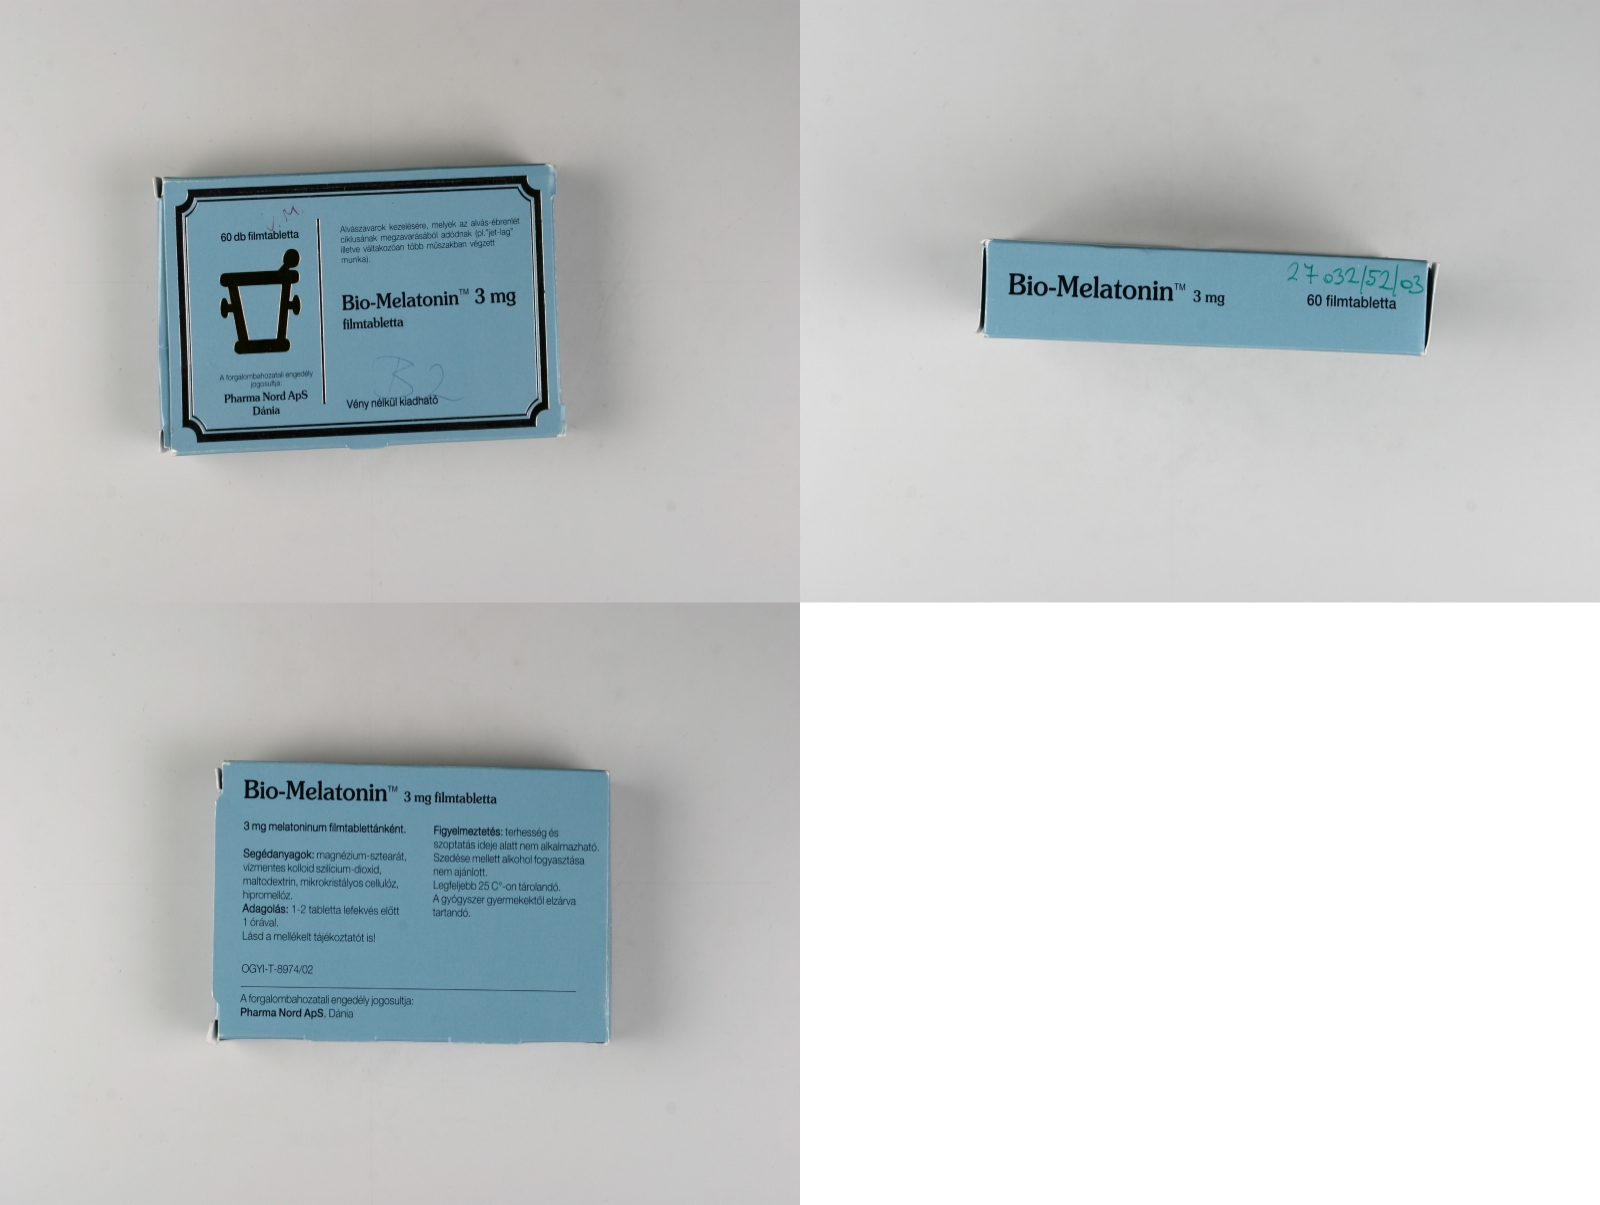 J.M
60 db filmtabletta
A forgalombahozatali engedély
jogosultja:
Pharma Nord ApS
Dánia
Alvászavarok kezelésére, melyek az alvás-ébrenlét
ciklusának megzavarásából adódnak (pl."jet-lag"
illetve váltakozóan több műszakban végzett
munka).
Bio-Melatonin™ 3 mg
filmtabletta
B2
Vény nélkül kiadható
Bio-Melatonin™ 3 mg
27032/52/03
60 filmtabletta
Bio-Melatonin™ 3 mg filmtabletta
3 mg melatoninum filmtablettánként.
Segédanyagok: magnézium-sztearát,
vízmentes kolloid szilícium-dioxid,
maltodextrin, mikrokristályos cellulóz,
hipromellóz.
Adagolás: 1-2 tabletta lefekvés előtt
1 órával.
Lásd a mellékelt tájékoztatót is!
OGYI-T-8974/02
Figyelmeztetés: terhesség és
szoptatás ideje alatt nem alkalmazható.
Szedése mellett alkohol fogyasztása
nem ajánlott.
Legfeljebb 25 C°-on tárolandó.
A gyógyszer gyermekektől elzárva
tartandó.
A forgalombahozatali engedély jogosultja:
Pharma Nord ApS, Dánia